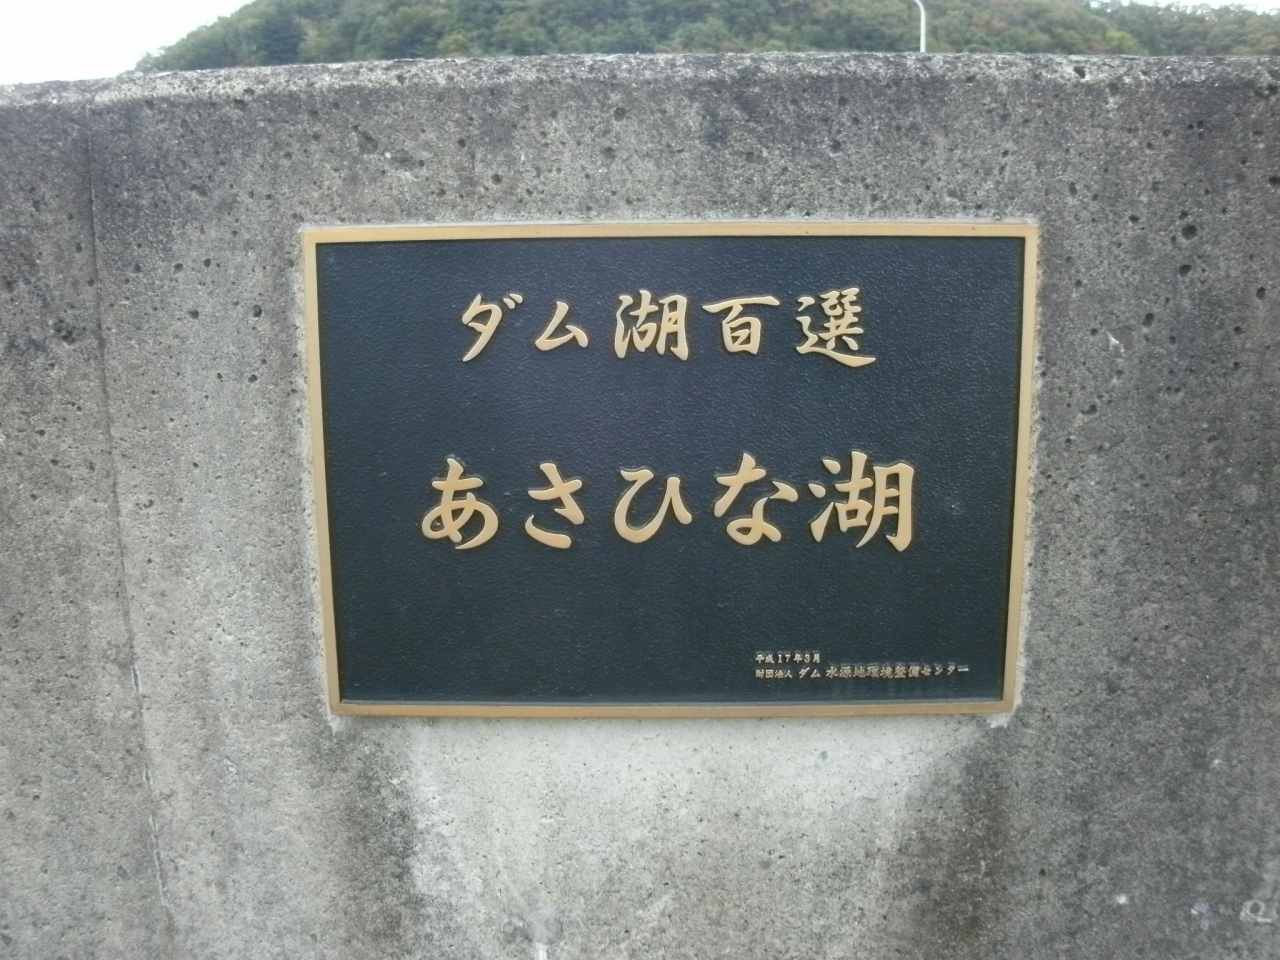 ダム湖百選
あさひな湖
平成17年3月
財団法人 ダム水源地環境整備センター